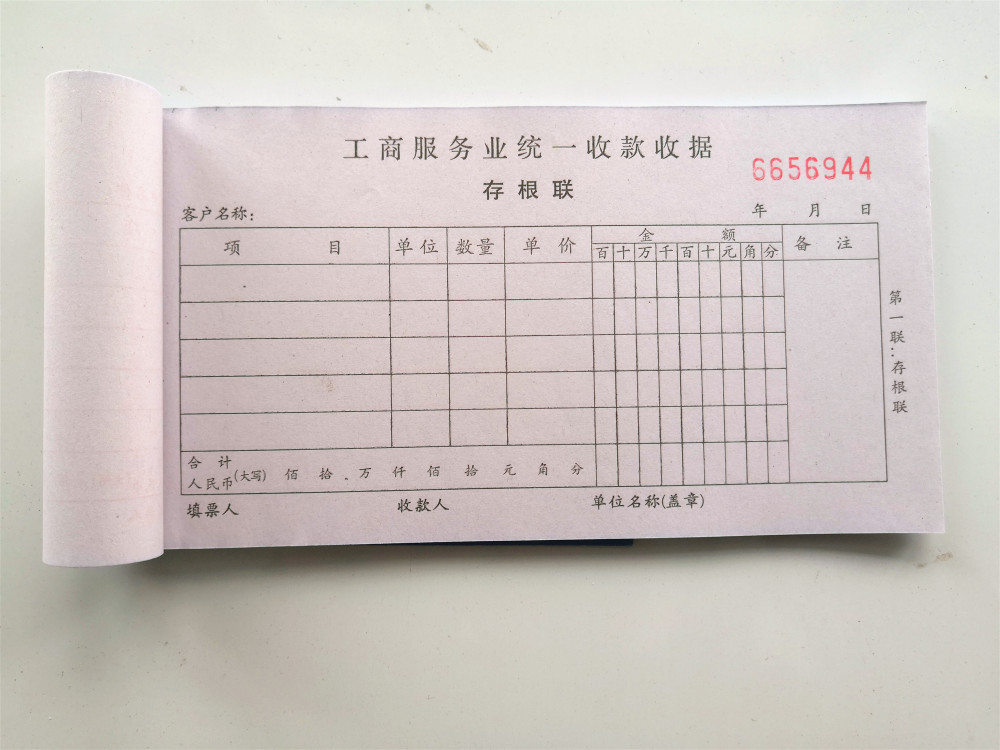 工商服务业统一收款收据
6656944
存根联
客户名称: 年 月 日
项 目 单位 数量 单价 金 额 备 注
百 十 万 千 百 十 元 角 分
第一联:存根联
合计
人民币(大写) 佰 拾 万 仟 佰 拾 元 角 分
填票人 收款人 单位名称(盖章)